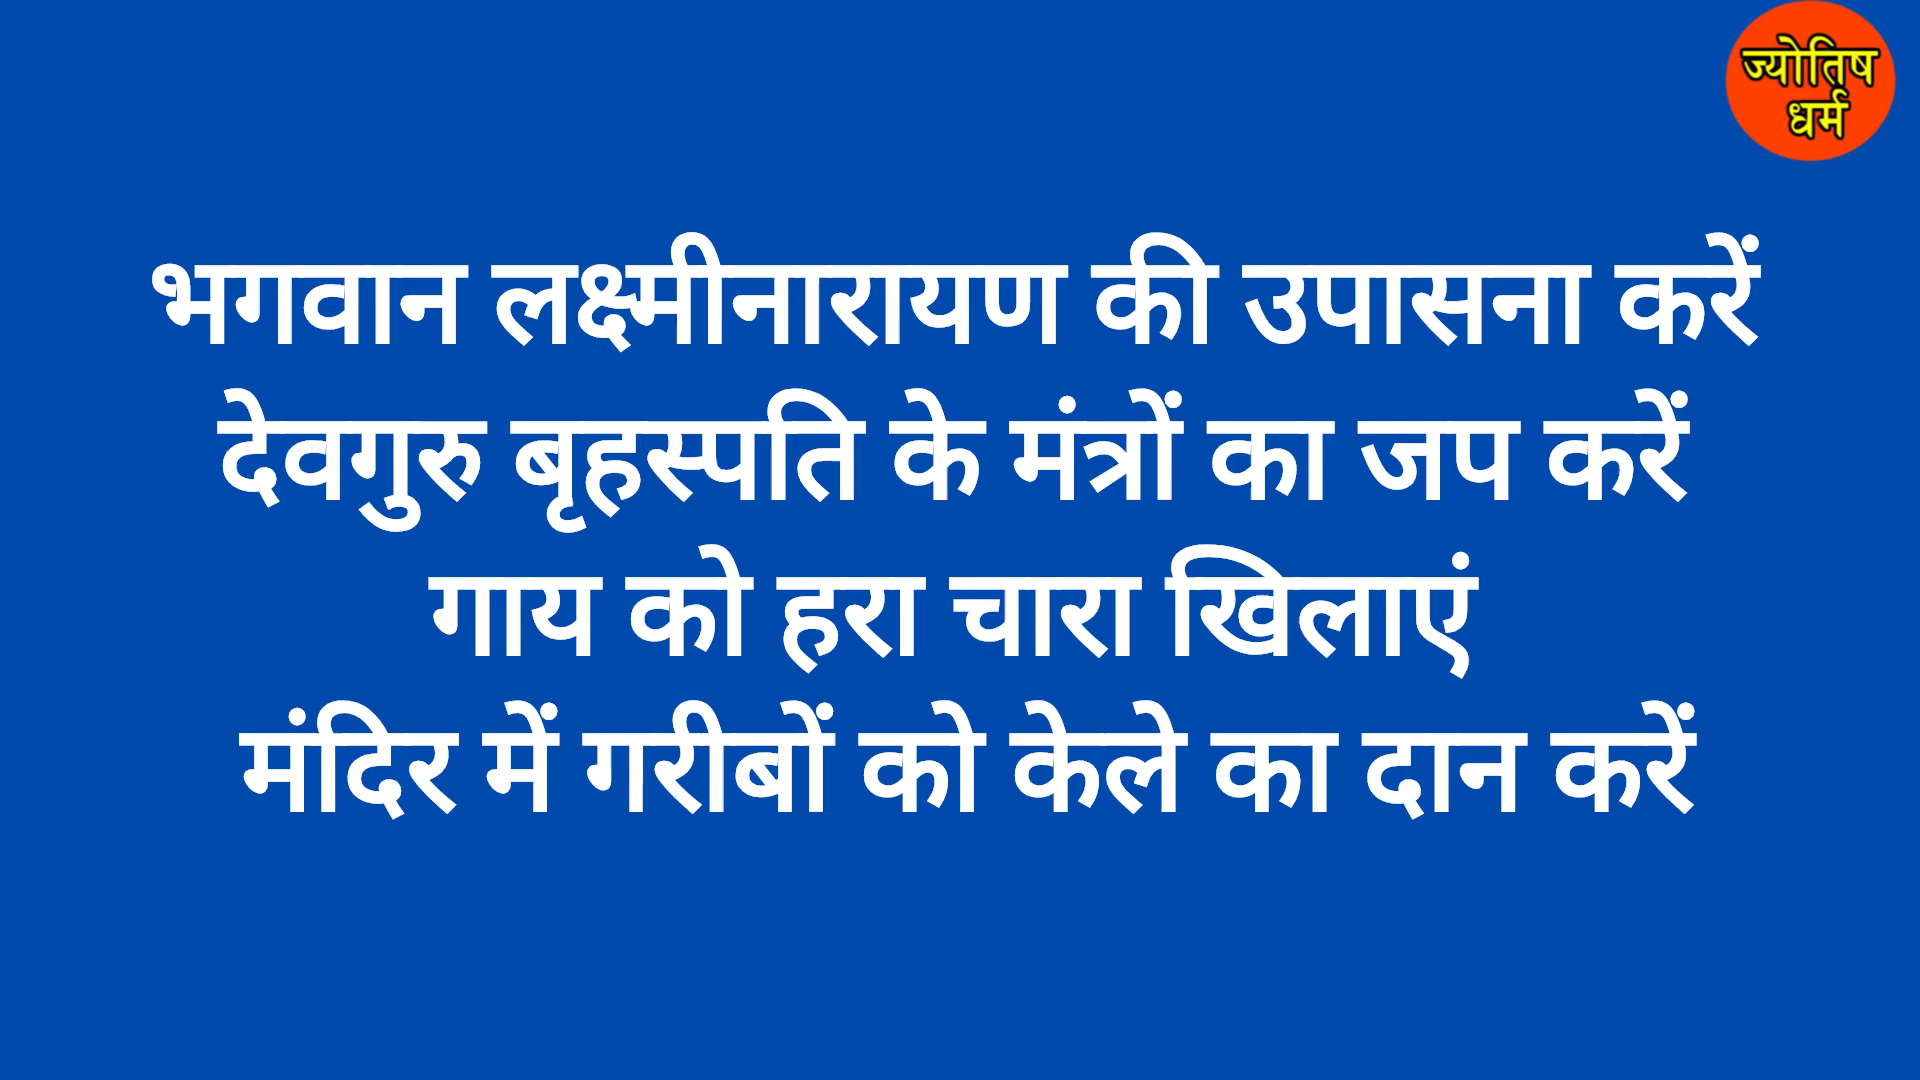 ज्योतिष
धर्म
भगवान लक्ष्मीनारायण की उपासना करें
देवगुरु बृहस्पति के मंत्रों का जप करें
गाय को हरा चारा खिलाएं
मंदिर में गरीबों को केले का दान करें